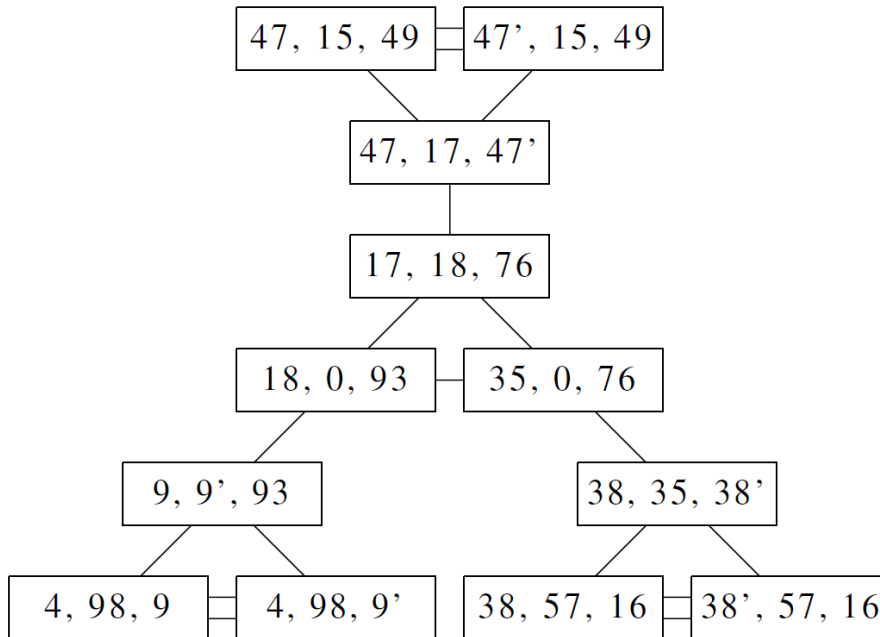 47, 15, 49
47’, 15, 49
47, 17, 47’
17, 18, 76
18, 0, 93
35, 0, 76
9, 9’, 93
38, 35, 38’
4, 98, 9
4, 98, 9’
38, 57, 16
38’, 57, 16